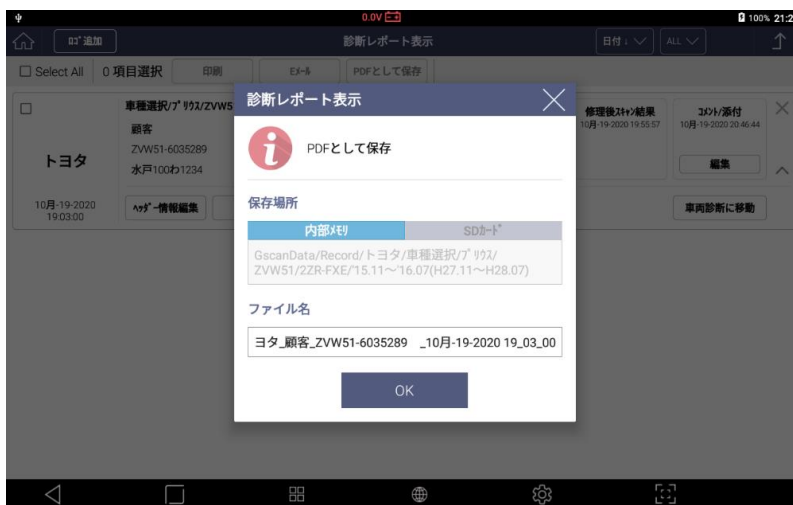 0.0V
100% 21:2
ﾛｺﾞ追加
診断レポート表示
日付↓
ALL
Select All
0 項目選択
印刷
Eﾒｰﾙ
PDFとして保存
車種選択/ﾌﾟﾘｳｽ/ZVW5
顧客
ZVW51-6035289
水戸100わ1234
トヨタ
10月-19-2020
19:03:00
ﾍｯﾀﾞｰ情報編集
修理後ｽｷｬﾝ結果
10月-19-2020 19:55:57
ｺﾒﾝﾄ/添付
10月-19-2020 20:46:44
編集
車両診断に移動
診断レポート表示
PDFとして保存
保存場所
内部ﾒﾓﾘ
SDｶｰﾄﾞ
GscanData/Record/トヨタ/車種選択/ﾌﾟﾘｳｽ/
ZVW51/2ZR-FXE/'15.11～'16.07(H27.11～H28.07)
ファイル名
ヨタ_顧客_ZVW51-6035289 _10月-19-2020 19_03_00
OK